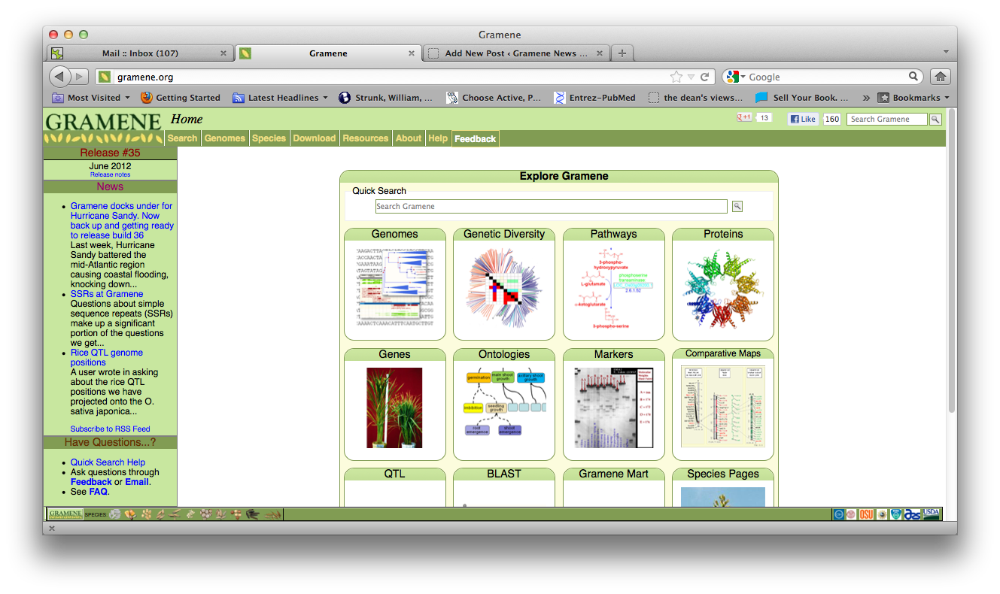 Gramene
Mail :: Inbox (107)
Gramene
Add New Post ‹ Gramene News ...
gramene.org
Google
Most Visited
Getting Started
Latest Headlines
Strunk, William, ...
Choose Active, P...
Entrez-PubMed
the dean's views...
Sell Your Book. ...
»
Bookmarks
GRAMENE
Home
+1
13
Like
160
Search Gramene
Search
Genomes
Species
Download
Resources
About
Help
Feedback
Release #35
June 2012
Release notes
News
Gramene docks under for
Hurricane Sandy. Now
back up and getting ready
to release build 36
Last week, Hurricane
Sandy battered the
mid-Atlantic region
causing coastal flooding,
knocking down...
SSRs at Gramene
Questions about simple
sequence repeats (SSRs)
make up a significant
portion of the questions
we get...
Rice QTL genome
positions
A user wrote in asking
about the rice QTL
positions we have
projected onto the O.
sativa japonica...
Subscribe to RSS Feed
Have Questions...?
Quick Search Help
Ask questions through
Feedback or Email.
See FAQ.
Explore Gramene
Quick Search
Search Gramene
Genomes
Genetic Diversity
Pathways
3-phospho-
hydroxypyruvate
phosphoserine
transaminase
L-glutamate
2.6.1.52
α-ketoglutarate
3-phospho-serine
Proteins
Genes
Ontologies
germination
main shoot
growth
axillary shoot
growth
imbibition
seedling
growth
root
emergence
shoot
emergence
Markers
Comparative Maps
QTL
BLAST
Gramene Mart
Species Pages
GRAMENE
SPECIES:
OSU
USDA